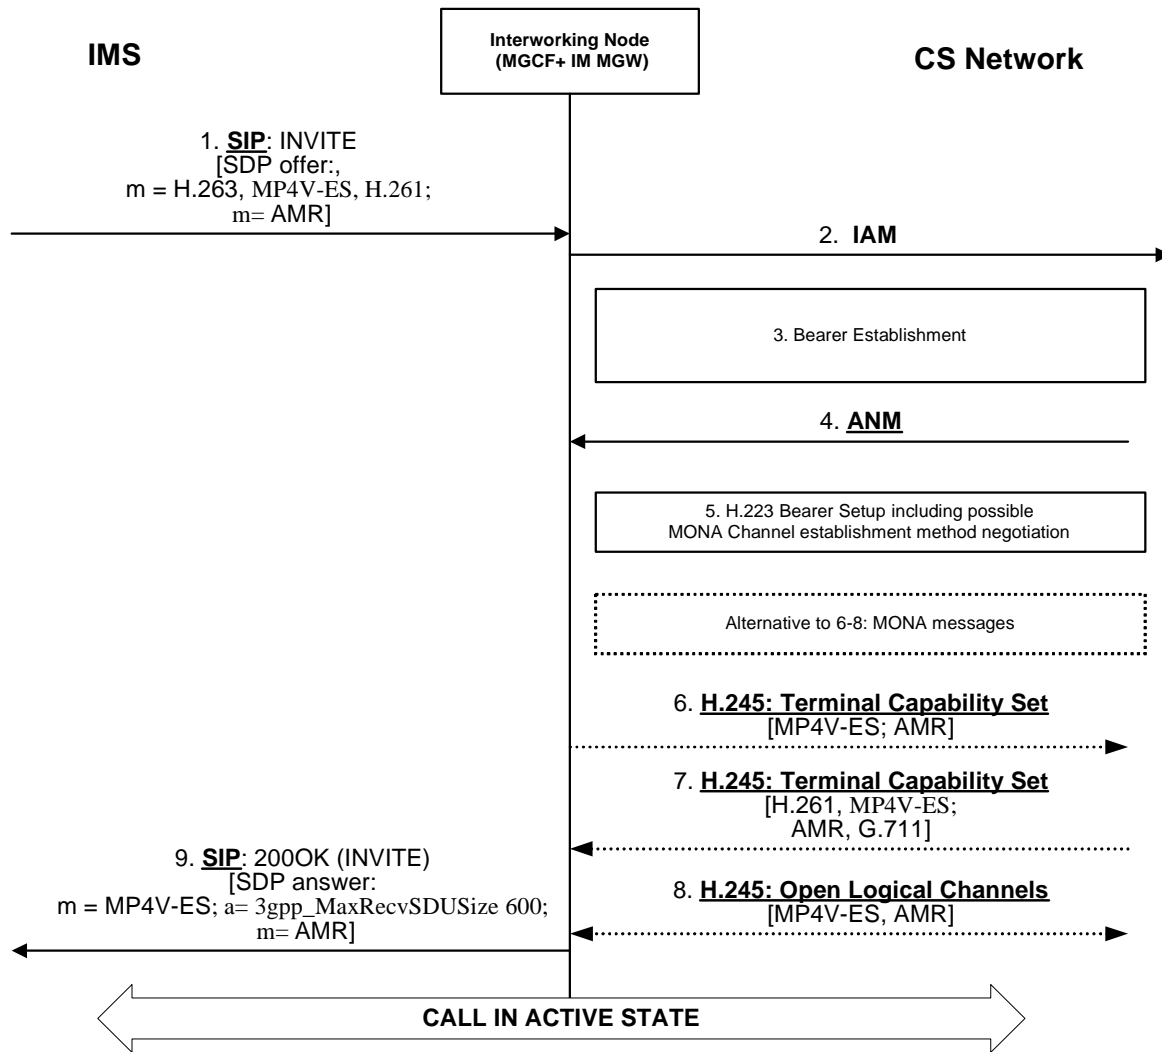 IMS
Interworking Node
(MGCF+ IM MGW)
CS Network
1. SIP: INVITE
[SDP offer:,
m = H.263, MP4V-ES, H.261;
m= AMR]
2. IAM
3. Bearer Establishment
4. ANM
5. H.223 Bearer Setup including possible
MONA Channel establishment method negotiation
Alternative to 6-8: MONA messages
6. H.245: Terminal Capability Set
[MP4V-ES; AMR]
7. H.245: Terminal Capability Set
[H.261, MP4V-ES;
AMR, G.711]
9. SIP: 200OK (INVITE)
[SDP answer:
m = MP4V-ES; a= 3gpp_MaxRecvSDUSize 600;
m= AMR]
8. H.245: Open Logical Channels
[MP4V-ES, AMR]
CALL IN ACTIVE STATE